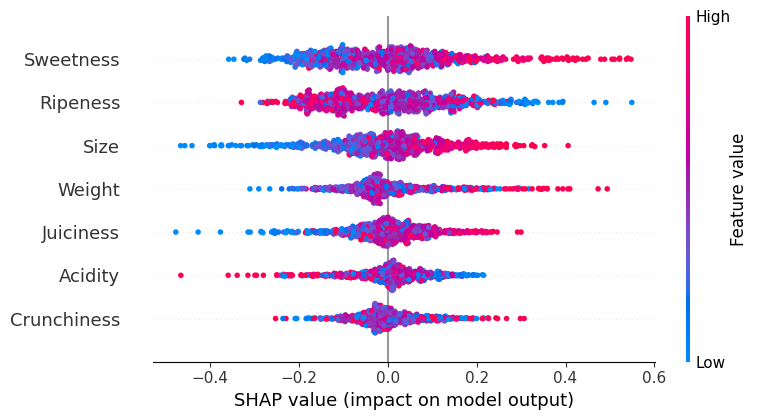 High
Sweetness
Ripeness
Size
Weight
Juiciness
Acidity
Crunchiness
Feature value
Low
−0.4 −0.2 0.0 0.2 0.4 0.6
SHAP value (impact on model output)